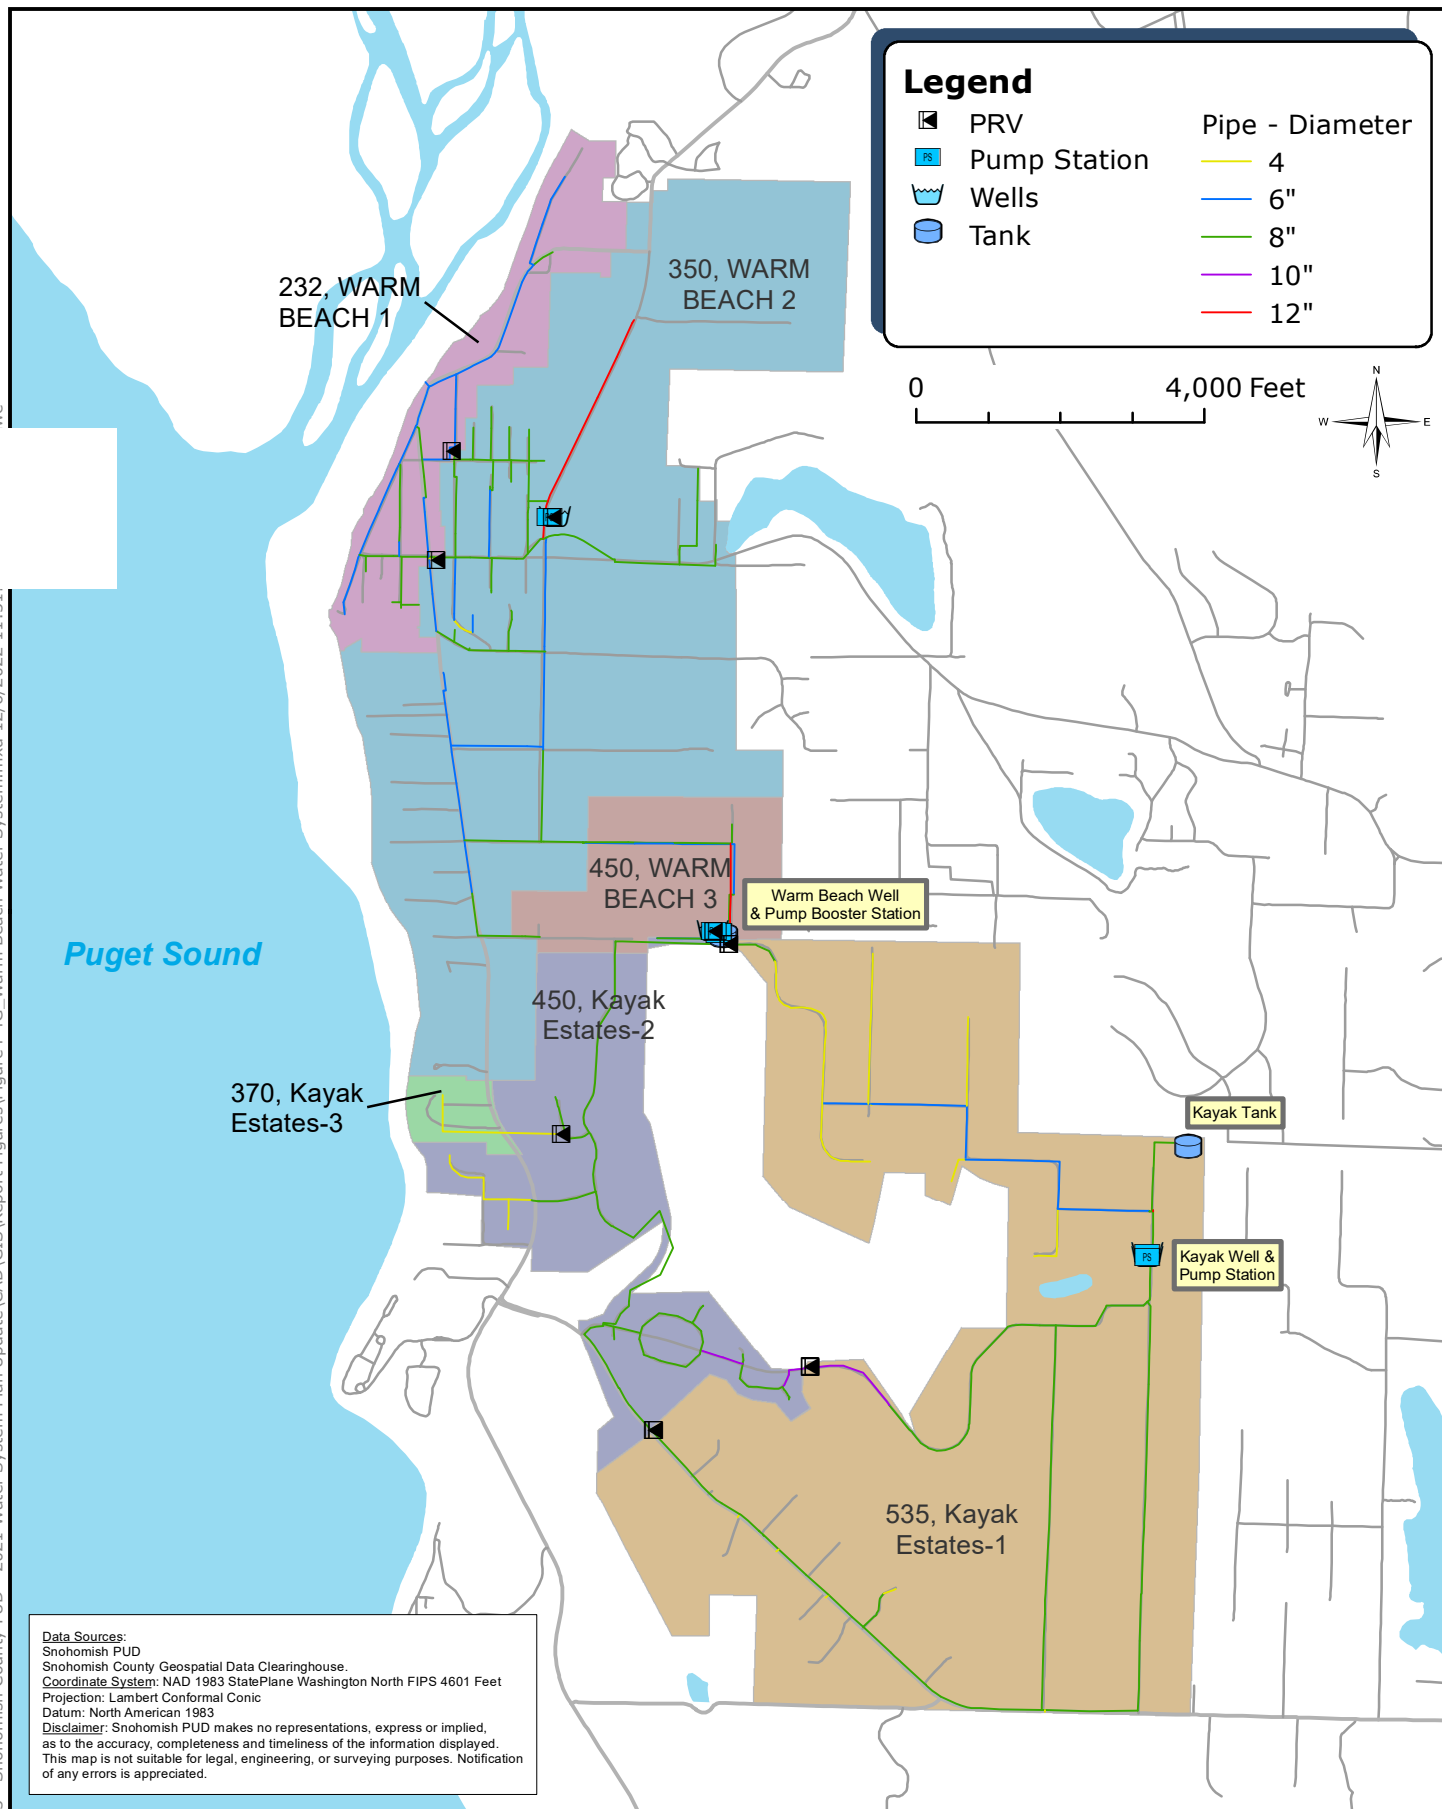 Legend
PRV
Pump Station
Wells
Tank
Pipe - Diameter
4
6"
8"
10"
12"
PS
0
4,000 Feet
N
W
E
S
232, WARM
BEACH 1
350, WARM
BEACH 2
450, WARM
BEACH 3
Warm Beach Well
& Pump Booster Station
Puget Sound
450, Kayak
Estates-2
370, Kayak
Estates-3
Kayak Tank
PS
Kayak Well &
Pump Station
535, Kayak
Estates-1
Data Sources:
Snohomish PUD
Snohomish County Geospatial Data Clearinghouse.
Coordinate System: NAD 1983 StatePlane Washington North FIPS 4601 Feet
Projection: Lambert Conformal Conic
Datum: North American 1983
Disclaimer: Snohomish PUD makes no representations, express or implied,
as to the accuracy, completeness and timeliness of the information displayed.
This map is not suitable for legal, engineering, or surveying purposes. Notification
of any errors is appreciated.